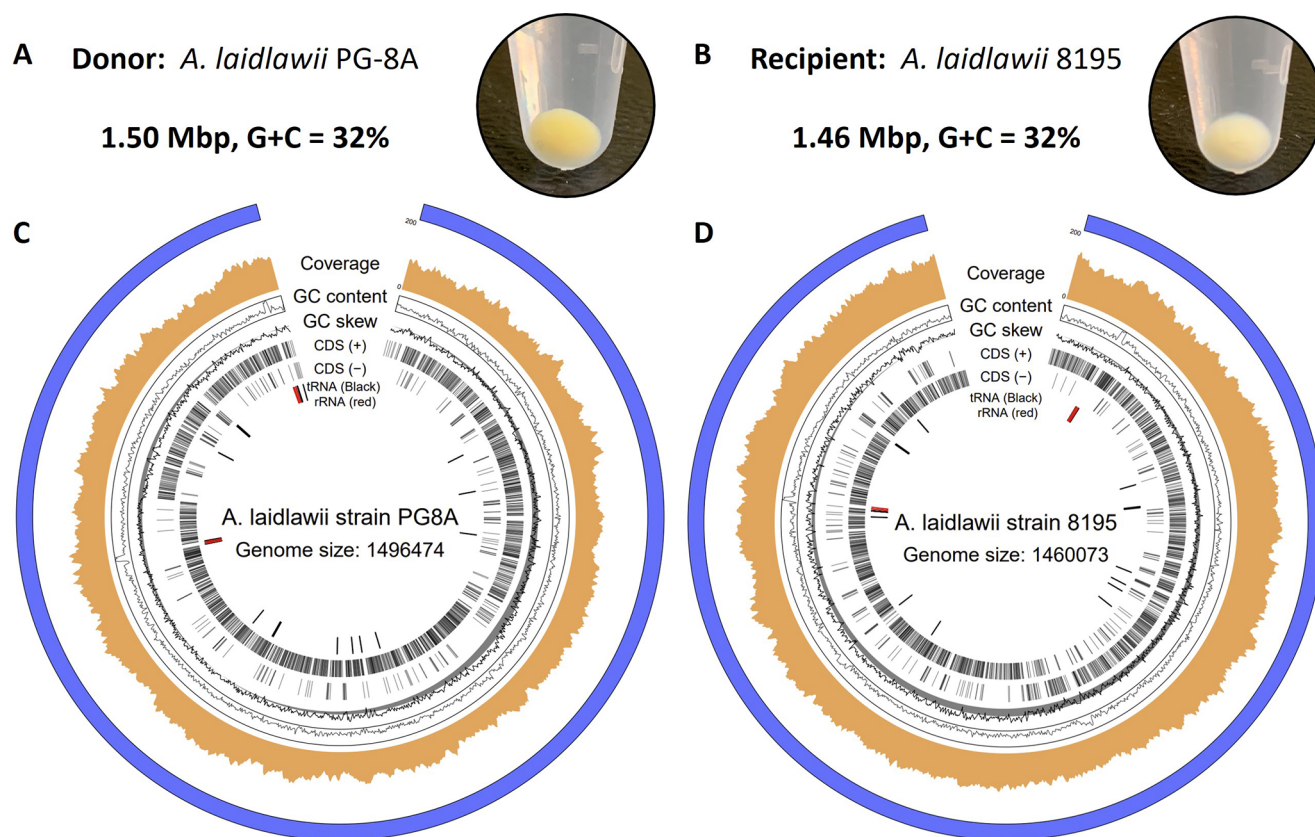 A Donor: A. laidlawii PG-8A
1.50 Mbp, G+C = 32%
B Recipient: A. laidlawii 8195
1.46 Mbp, G+C = 32%
C
200
Coverage
0
GC content
GC skew
CDS (+)
CDS (−)
tRNA (Black)
rRNA (red)
A. laidlawii strain PG8A
Genome size: 1496474
D
200
Coverage
0
GC content
GC skew
CDS (+)
CDS (−)
tRNA (Black)
rRNA (red)
A. laidlawii strain 8195
Genome size: 1460073